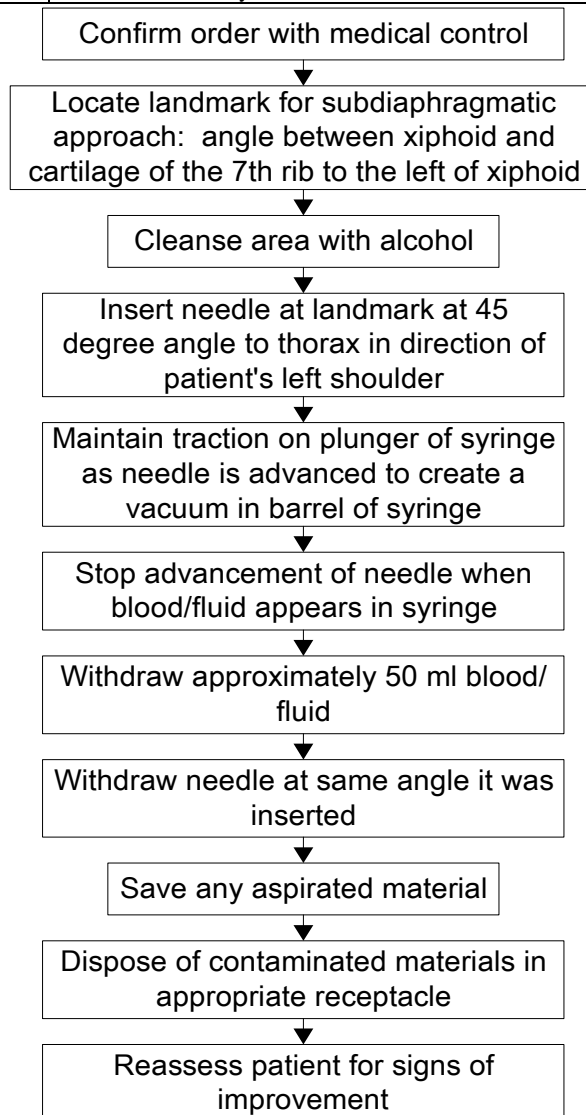 Confirm order with medical control
Locate landmark for subdiaphragmatic
approach: angle between xiphoid and
cartilage of the 7th rib to the left of xiphoid
Cleanse area with alcohol
Insert needle at landmark at 45
degree angle to thorax in direction of
patient's left shoulder
Maintain traction on plunger of syringe
as needle is advanced to create a
vacuum in barrel of syringe
Stop advancement of needle when
blood/fluid appears in syringe
Withdraw approximately 50 ml blood/
fluid
Withdraw needle at same angle it was
inserted
Save any aspirated material
Dispose of contaminated materials in
appropriate receptacle
Reassess patient for signs of
improvement